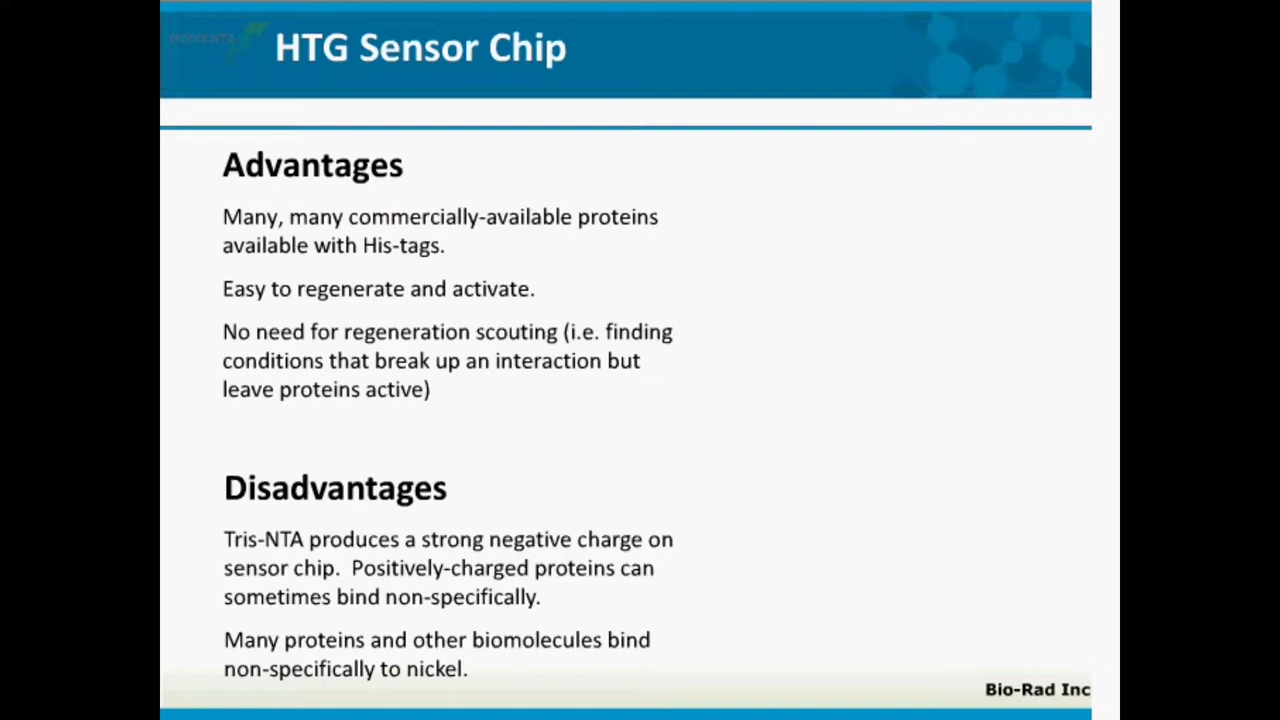 HTG Sensor Chip
Advantages
Many, many commercially-available proteins
available with His-tags.
Easy to regenerate and activate.
No need for regeneration scouting (i.e. finding
conditions that break up an interaction but
leave proteins active)
Disadvantages
Tris-NTA produces a strong negative charge on
sensor chip.  Positively-charged proteins can
sometimes bind non-specifically.
Many proteins and other biomolecules bind
non-specifically to nickel.
Bio-Rad Inc